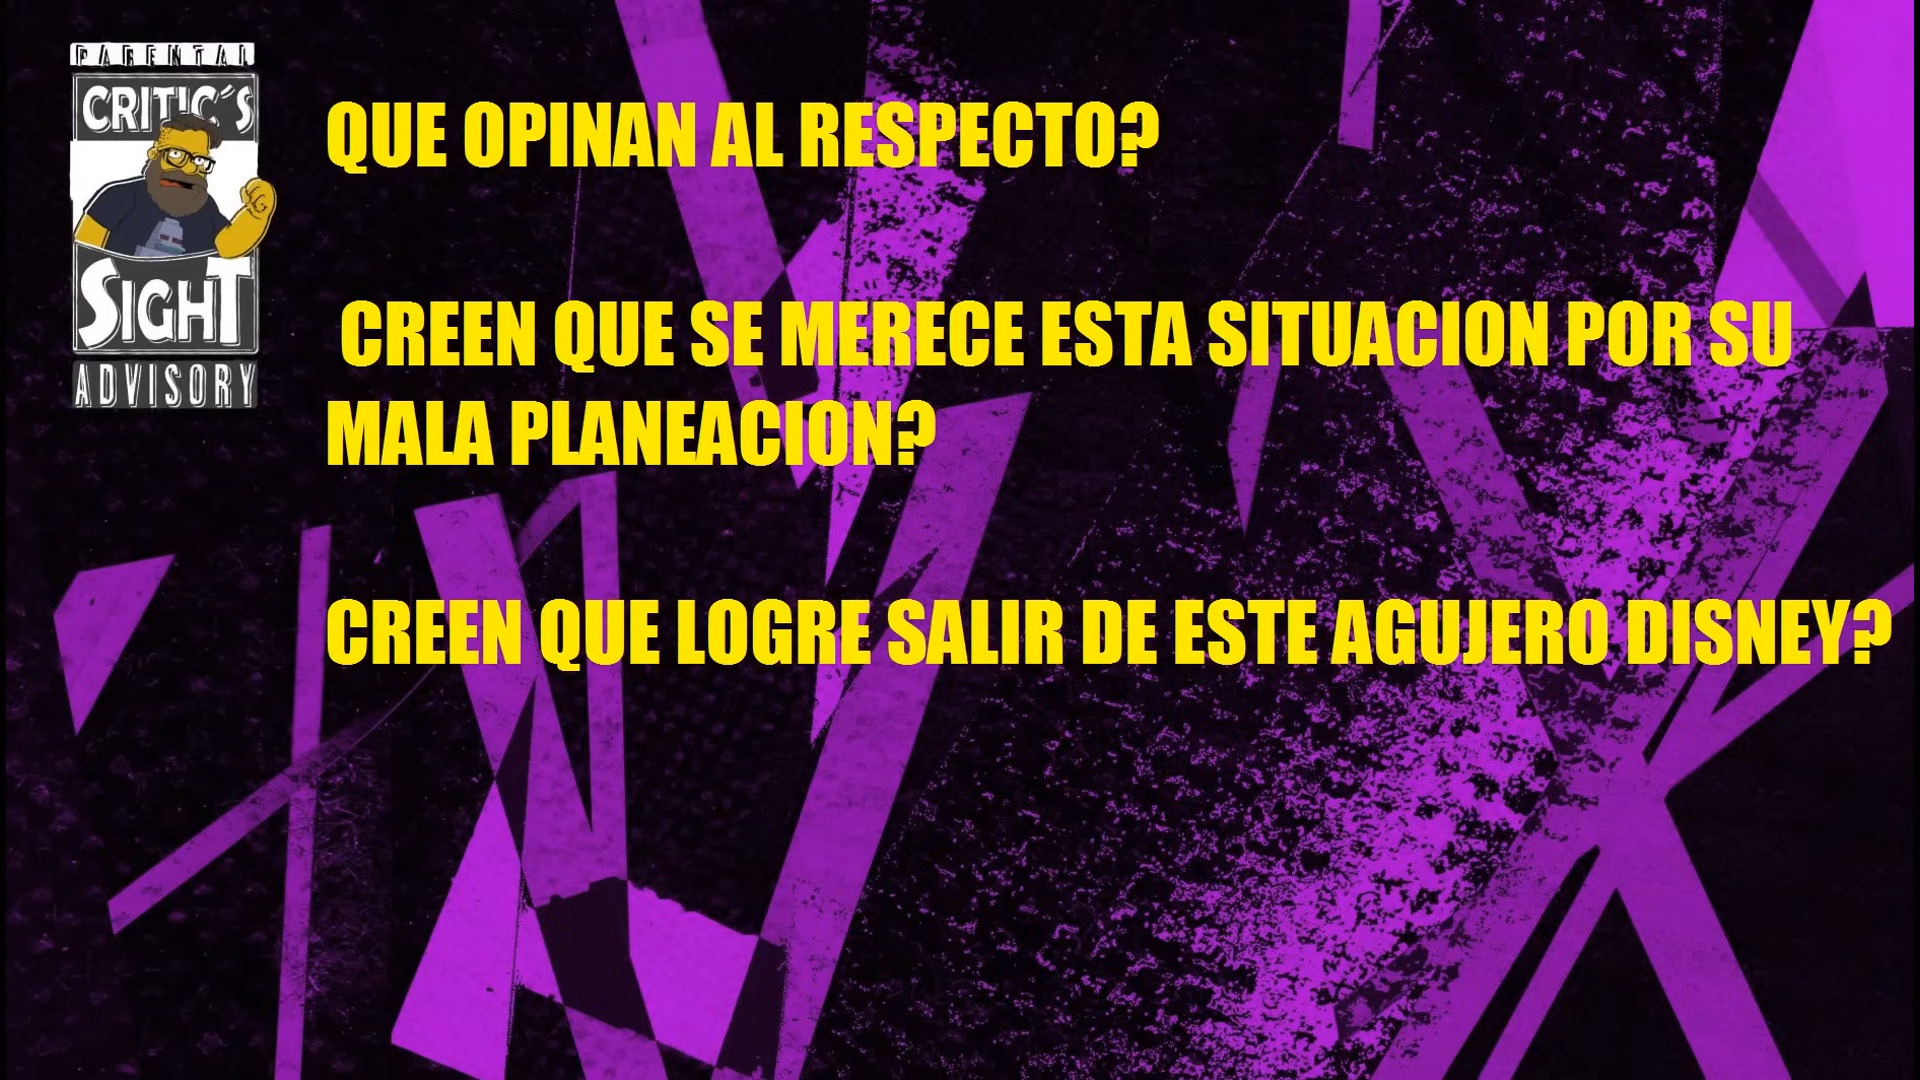 PARENTAL
CRITIC´S
SIGHT
ADVISORY
QUE OPINAN AL RESPECTO?
CREEN QUE SE MERECE ESTA SITUACION POR SU
MALA PLANEACION?
CREEN QUE LOGRE SALIR DE ESTE AGUJERO DISNEY?